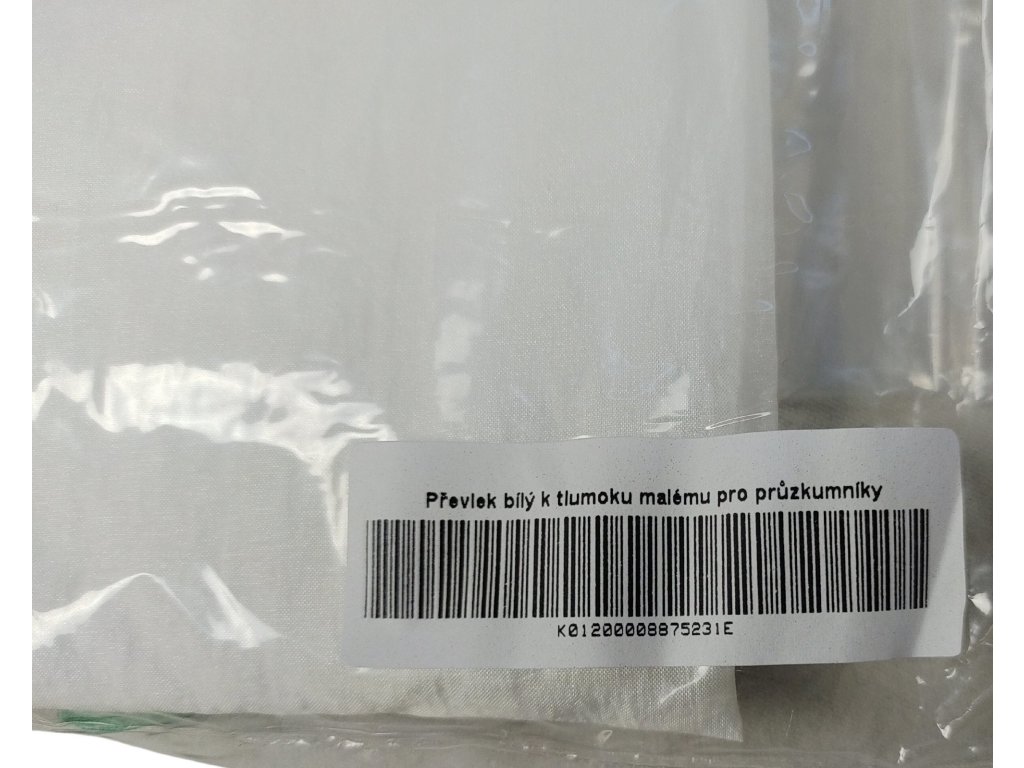 Převlek bílý k tlumoku malému pro průzkumníky
K01200008875231E